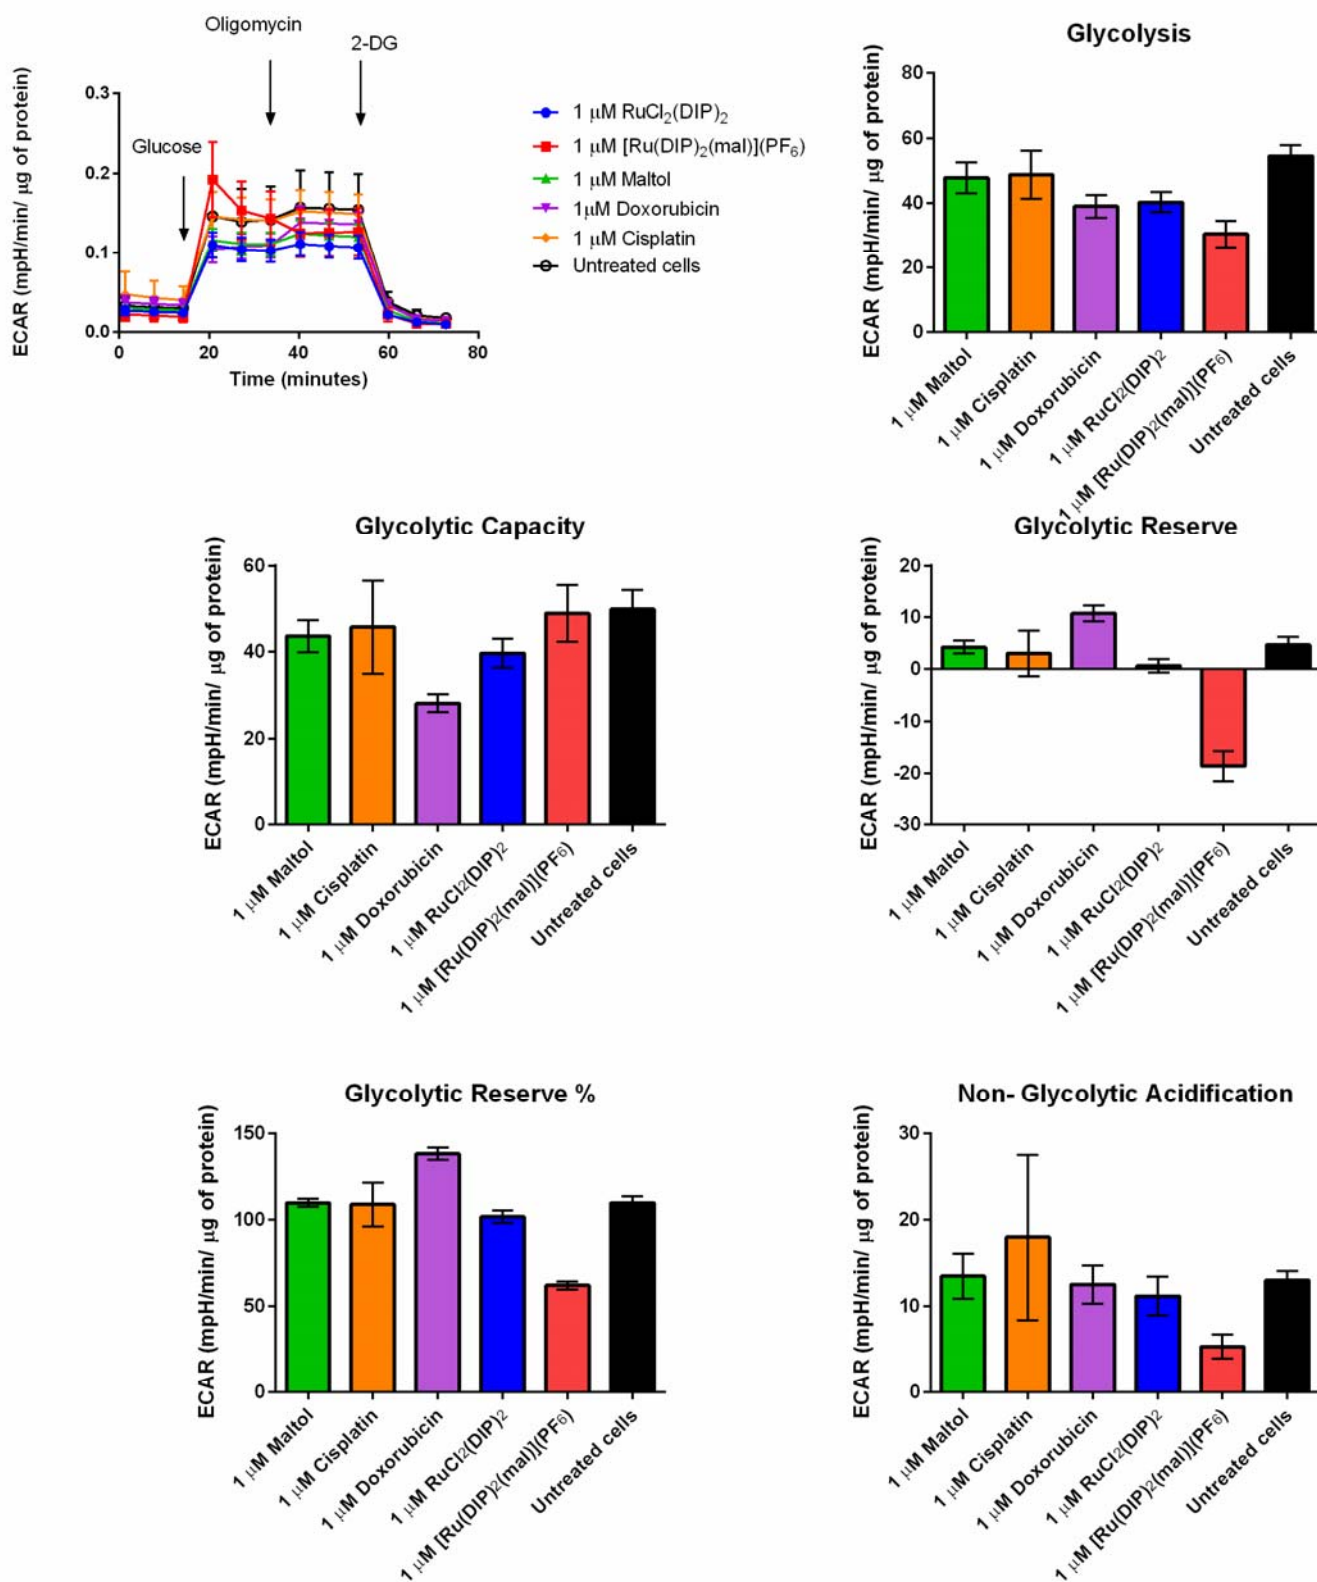 Oligomycin
2-DG
Glucose
ECAR (mpH/min/ μg of protein)
0.3
0.2
0.1
0.0
0 20 40 60 80
Time (minutes)
1 μM RuCl2(DIP)2
1 μM [Ru(DIP)2(mal)](PF6)
1 μM Maltol
1μM Doxorubicin
1 μM Cisplatin
Untreated cells
Glycolysis
ECAR (mpH/min/ μg of protein)
80
60
40
20
0
1 μM Maltol
1 μM Cisplatin
1 μM Doxorubicin
1 μM RuCl2(DIP)2
1 μM [Ru(DIP)2(mal)](PF6)
Untreated cells
Glycolytic Capacity
ECAR (mpH/min/ μg of protein)
60
40
20
0
1 μM Maltol
1 μM Cisplatin
1 μM Doxorubicin
1 μM RuCl2(DIP)2
1 μM [Ru(DIP)2(mal)](PF6)
Untreated cells
Glycolytic Reserve
ECAR (mpH/min/ μg of protein)
20
10
0
-10
-20
-30
1 μM Maltol
1 μM Cisplatin
1 μM Doxorubicin
1 μM RuCl2(DIP)2
1 μM [Ru(DIP)2(mal)](PF6)
Untreated cells
Glycolytic Reserve %
ECAR (mpH/min/ μg of protein)
150
100
50
0
1 μM Maltol
1 μM Cisplatin
1 μM Doxorubicin
1 μM RuCl2(DIP)2
1 μM [Ru(DIP)2(mal)](PF6)
Untreated cells
Non- Glycolytic Acidification
ECAR (mpH/min/ μg of protein)
30
20
10
0
1 μM Maltol
1 μM Cisplatin
1 μM Doxorubicin
1 μM RuCl2(DIP)2
1 μM [Ru(DIP)2(mal)](PF6)
Untreated cells